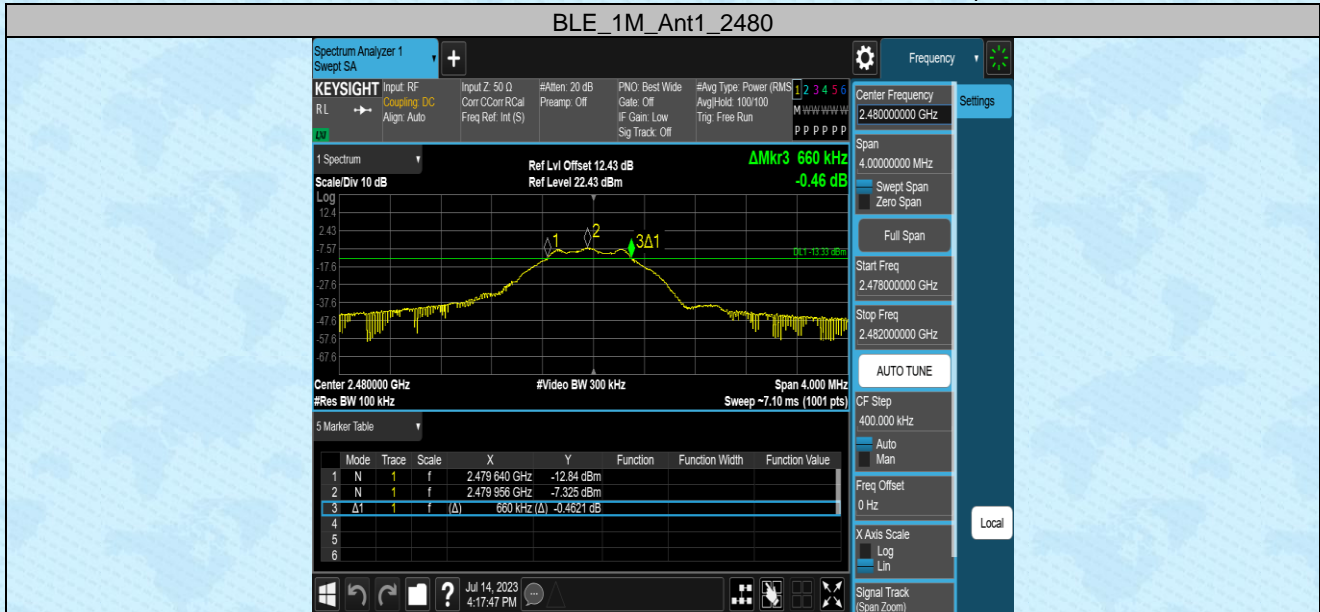 BLE_1M_Ant1_2480
Spectrum Analyzer 1
Swept SA
+
Frequency
KEYSIGHT Input: RF Input Z: 50 Ω #Atten: 20 dB PNO: Best Wide #Avg Type: Power (RMS 1 2 3 4 5 6
RL Coupling: DC Corr CCorr RCal Preamp: Off Gate: Off Avg|Hold: 100/100 M W W W W W
Align: Auto Freq Ref: Int (S) IF Gain: Low Trig: Free Run
Sig Track: Off P P P P P P
LXI
1 Spectrum
Ref Lvl Offset 12.43 dB
ΔMkr3 660 kHz
Scale/Div 10 dB
Ref Level 22.43 dBm
-0.46 dB
Log
12.4
2.43
-7.57
-17.6
-27.6
-37.6
-47.6
-57.6
-67.6
1
2
3Δ1
DL1 -13.33 dBm
Center 2.480000 GHz #Video BW 300 kHz Span 4.000 MHz
#Res BW 100 kHz Sweep ~7.10 ms (1001 pts)
5 Marker Table
Mode Trace Scale X Y Function Function Width Function Value
1 N 1 f 2.479 640 GHz -12.84 dBm
2 N 1 f 2.479 956 GHz -7.325 dBm
3 Δ1 1 f (Δ) 660 kHz (Δ) -0.4621 dB
4
5
6
?
Jul 14, 2023
4:17:47 PM
Center Frequency
2.480000000 GHz
Settings
Span
4.00000000 MHz
Swept Span
Zero Span
Full Span
Start Freq
2.478000000 GHz
Stop Freq
2.482000000 GHz
AUTO TUNE
CF Step
400.000 kHz
Auto
Man
Freq Offset
0 Hz
Local
X Axis Scale
Log
Lin
Signal Track
(Span Zoom)